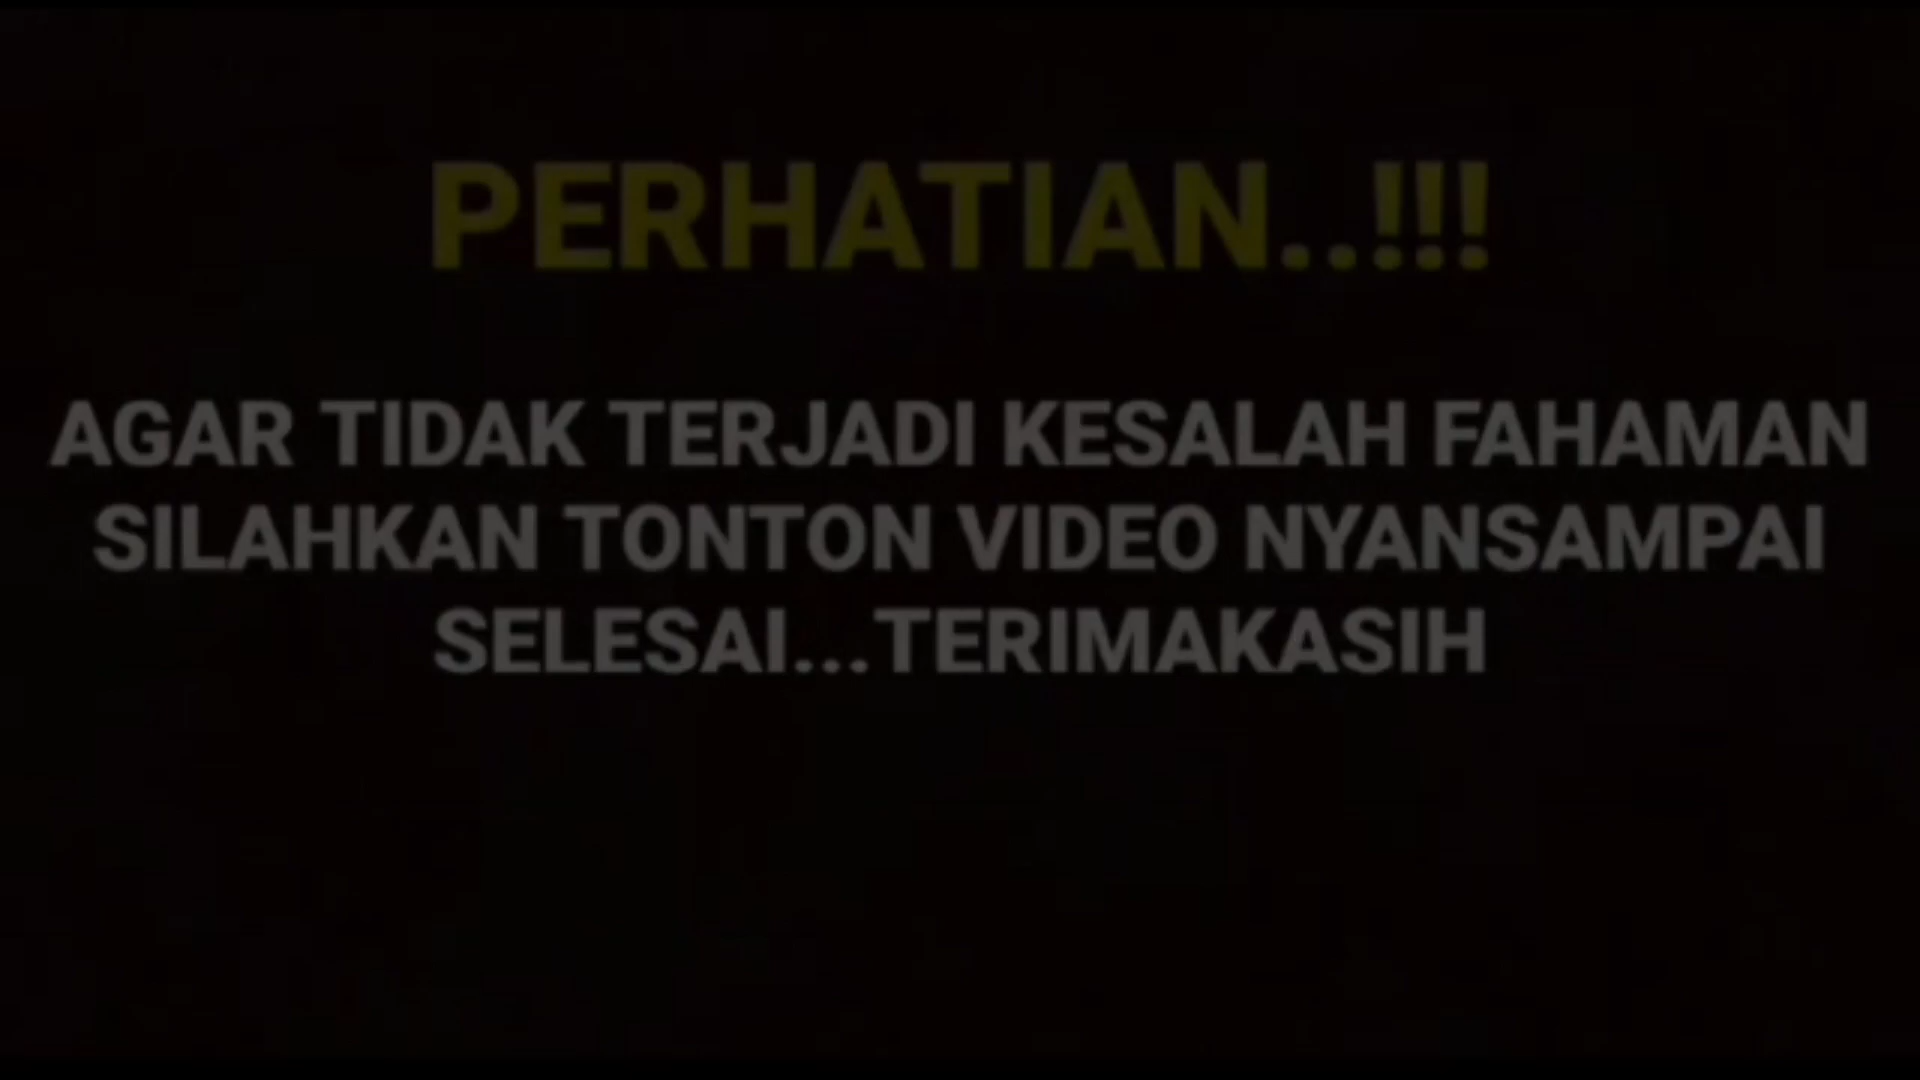 PERHATIAN..!!!
AGAR TIDAK TERJADI KESALAH FAHAMAN
SILAHKAN TONTON VIDEO NYANSAMPAI
SELESAI...TERIMAKASIH